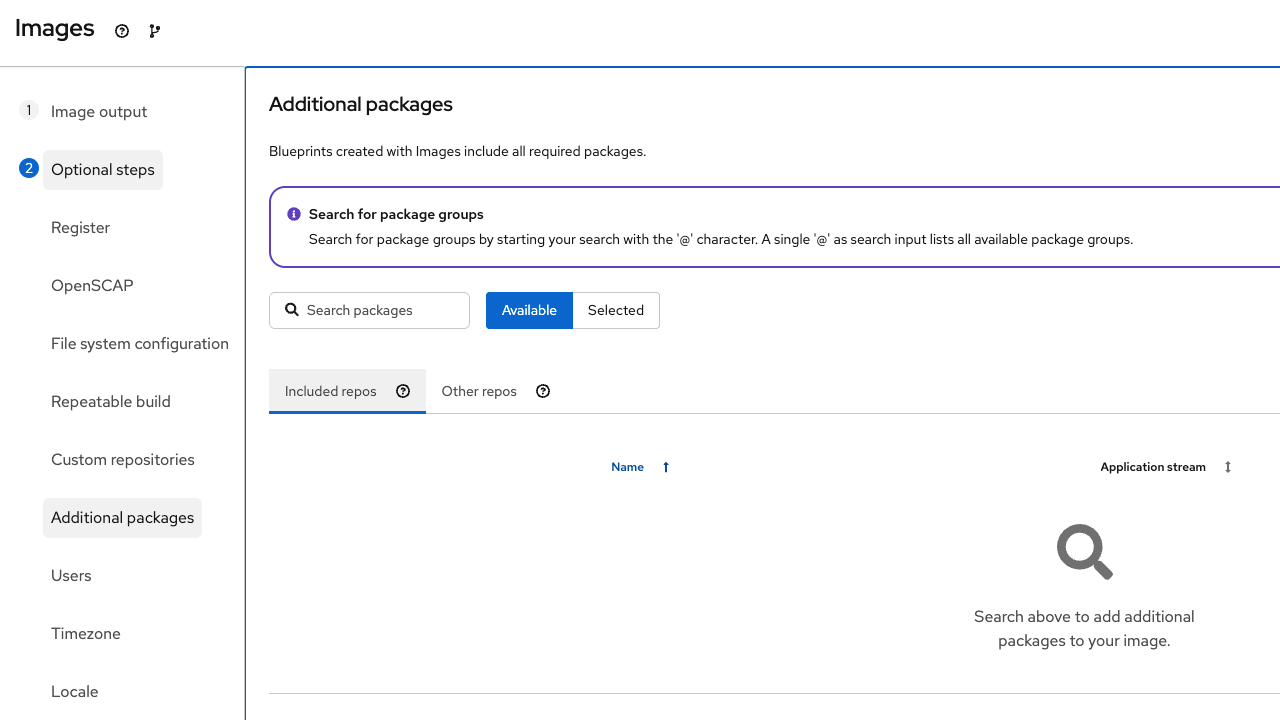 Images
1 Image output
2 Optional steps
Register
OpenSCAP
File system configuration
Repeatable build
Custom repositories
Additional packages
Users
Timezone
Locale
Additional packages
Blueprints created with Images include all required packages.
Search for package groups
Search for package groups by starting your search with the '@' character. A single '@' as search input lists all available package groups.
Search packages
Available
Selected
Included repos
Other repos
Name
Application stream
Search above to add additional
packages to your image.